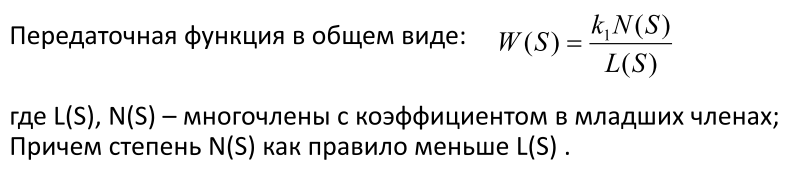 Передаточная функция в общем виде: W(S) = k₁N(S) / L(S)
где L(S), N(S) – многочлены с коэффициентом в младших членах;
Причем степень N(S) как правило меньше L(S) .